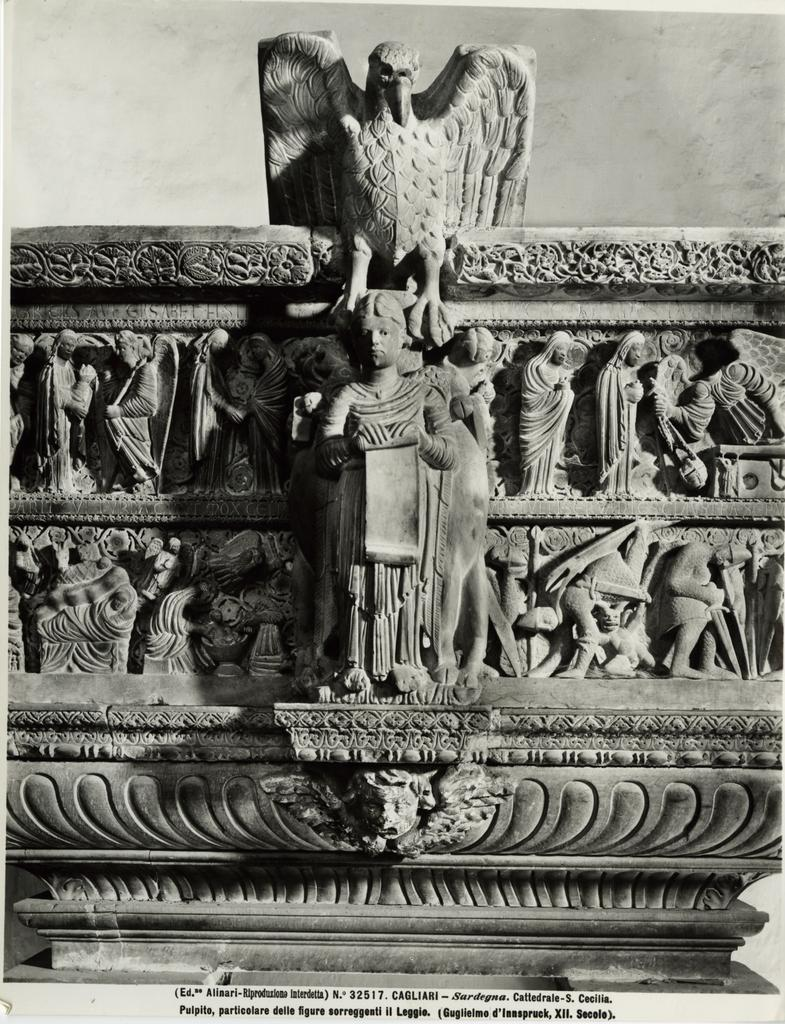 (Ed.ne Alinari-Riproduzione interdetta) N.º 32517. CAGLIARI – Sardegna. Cattedrale-S. Cecilia.
Pulpito, particolare delle figure sorreggenti il Leggio. (Guglielmo d'Innspruck, XII. Secolo).